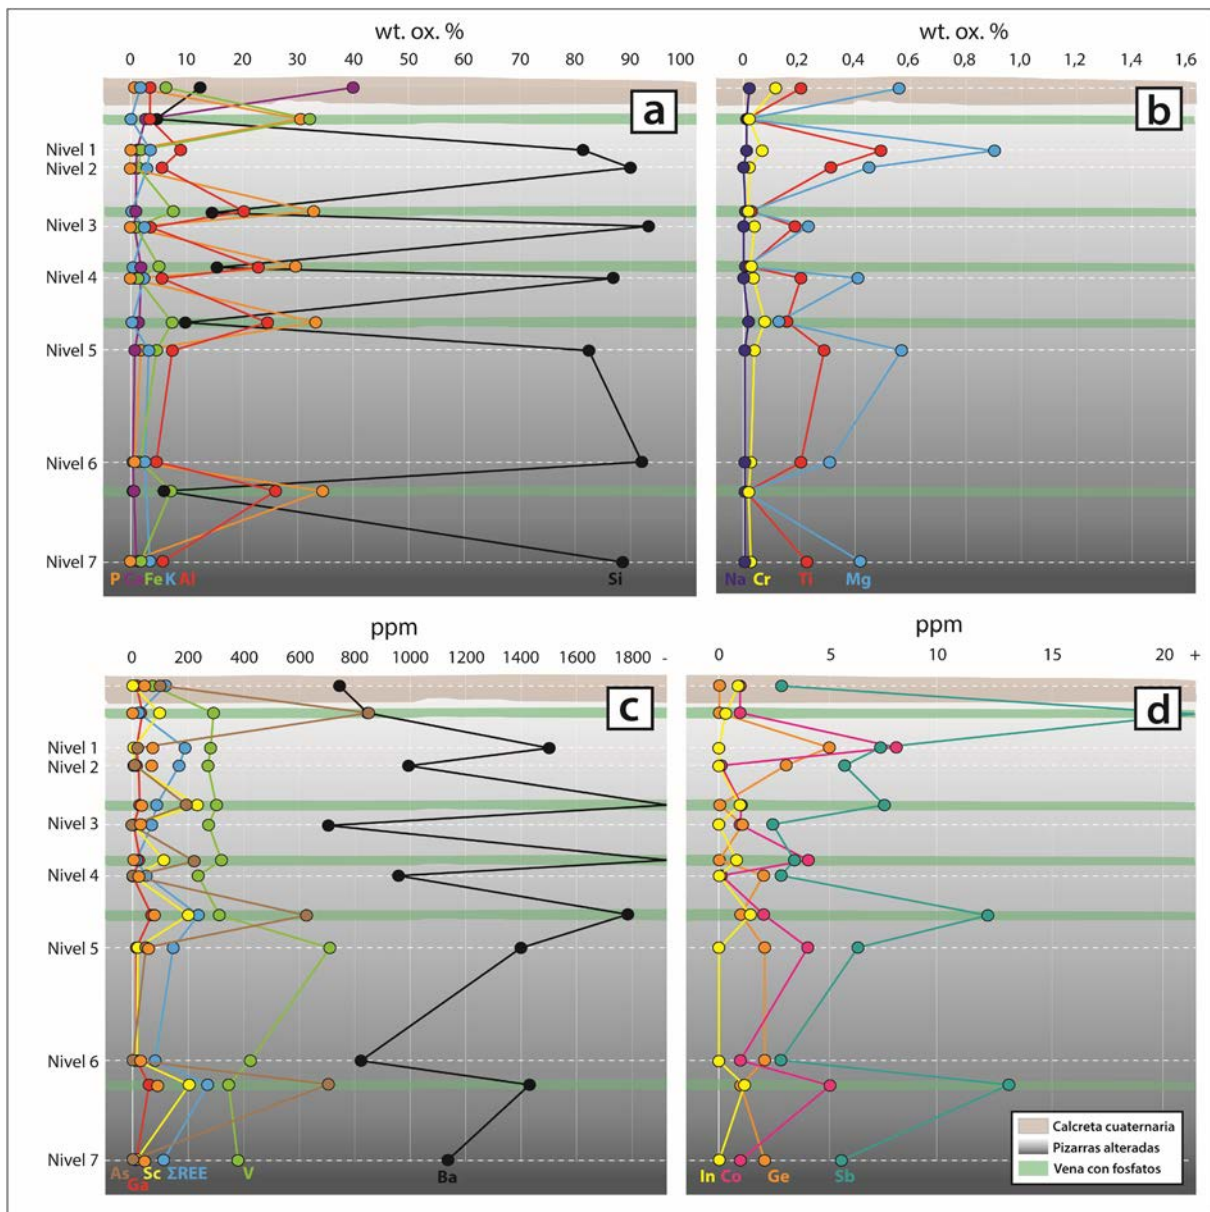 wt. ox. %
0 10 20 30 40 50 60 70 80 90 100
a
Nivel 1
Nivel 2
Nivel 3
Nivel 4
Nivel 5
Nivel 6
Nivel 7
P Ca Fe K Al Si
wt. ox. %
0 0,2 0,4 0,6 0,8 1,0 1,2 1,4 1,6
b
Na Cr Ti Mg
ppm
0 200 400 600 800 1000 1200 1400 1600 1800 -
c
Nivel 1
Nivel 2
Nivel 3
Nivel 4
Nivel 5
Nivel 6
Nivel 7
As Sc ΣREE V Ba
Ga
ppm
0 5 10 15 20 +
d
In Co Ge Sb
Calcreta cuaternaria
Pizarras alteradas
Vena con fosfatos